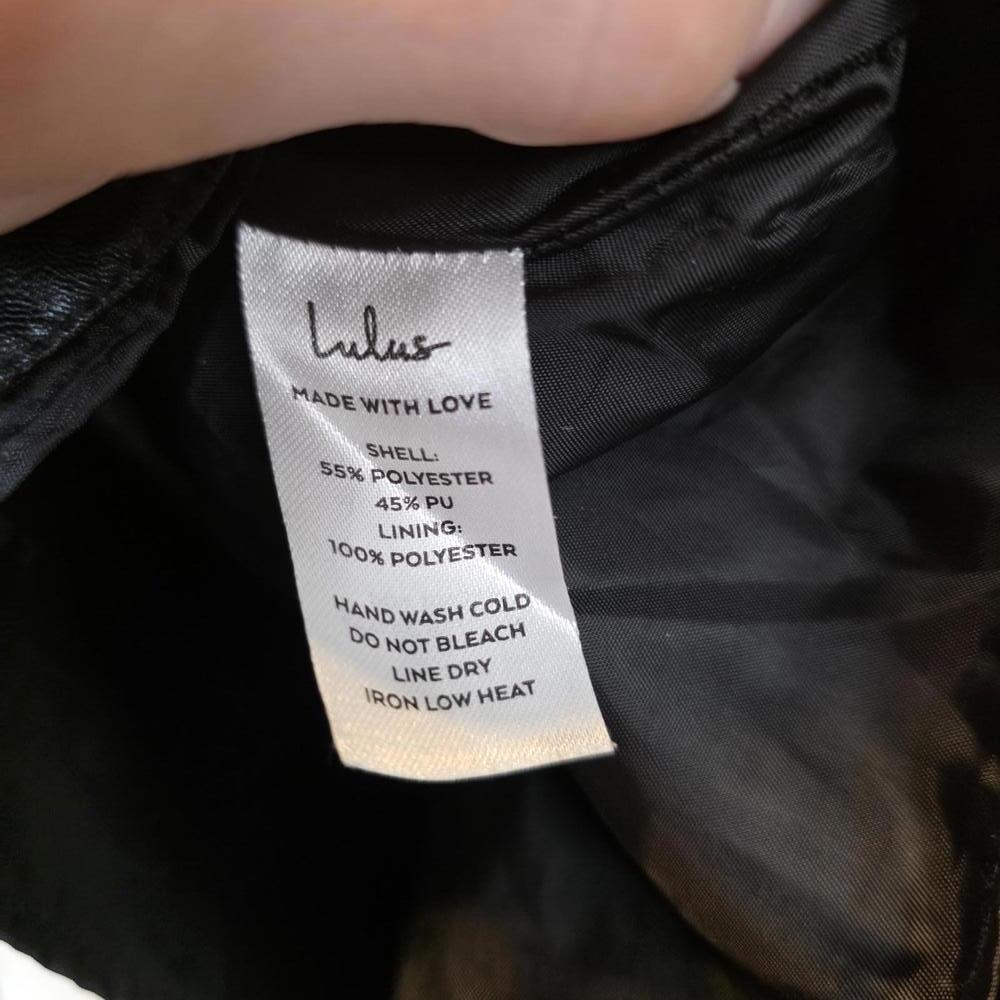 Lulus
MADE WITH LOVE
SHELL:
55% POLYESTER
45% PU
LINING:
100% POLYESTER
HAND WASH COLD
DO NOT BLEACH
LINE DRY
IRON LOW HEAT